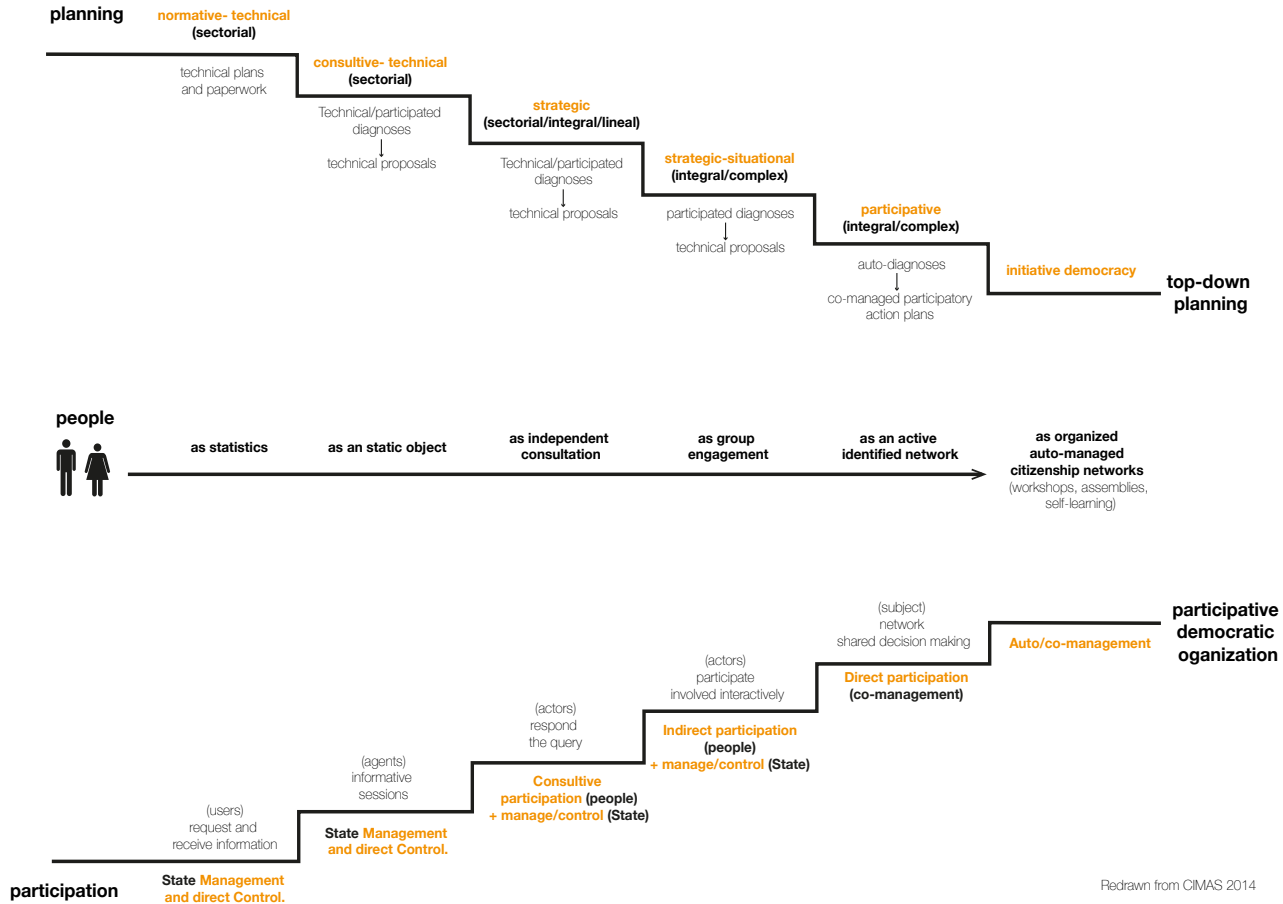 planning
normative- technical
(sectorial)
technical plans
and paperwork
consultive- technical
(sectorial)
Technical/participated
diagnoses
technical proposals
strategic
(sectorial/integral/lineal)
Technical/participated
diagnoses
technical proposals
strategic-situational
(integral/complex)
participated diagnoses
technical proposals
participative
(integral/complex)
auto-diagnoses
co-managed participatory
action plans
initiative democracy
top-down
planning
people
as statistics
as an static object
as independent
consultation
as group
engagement
as an active
identified network
as organized
auto-managed
citizenship networks
(workshops, assemblies,
self-learning)
participation
(users)
request and
receive information
State Management
and direct Control.
(agents)
informative
sessions
State Management
and direct Control.
(actors)
respond
the query
Consultive
participation (people)
+ manage/control (State)
(actors)
participate
involved interactively
Indirect participation
(people)
+ manage/control (State)
(subject)
network
shared decision making
Direct participation
(co-management)
Auto/co-management
participative
democratic
oganization
Redrawn from CIMAS 2014